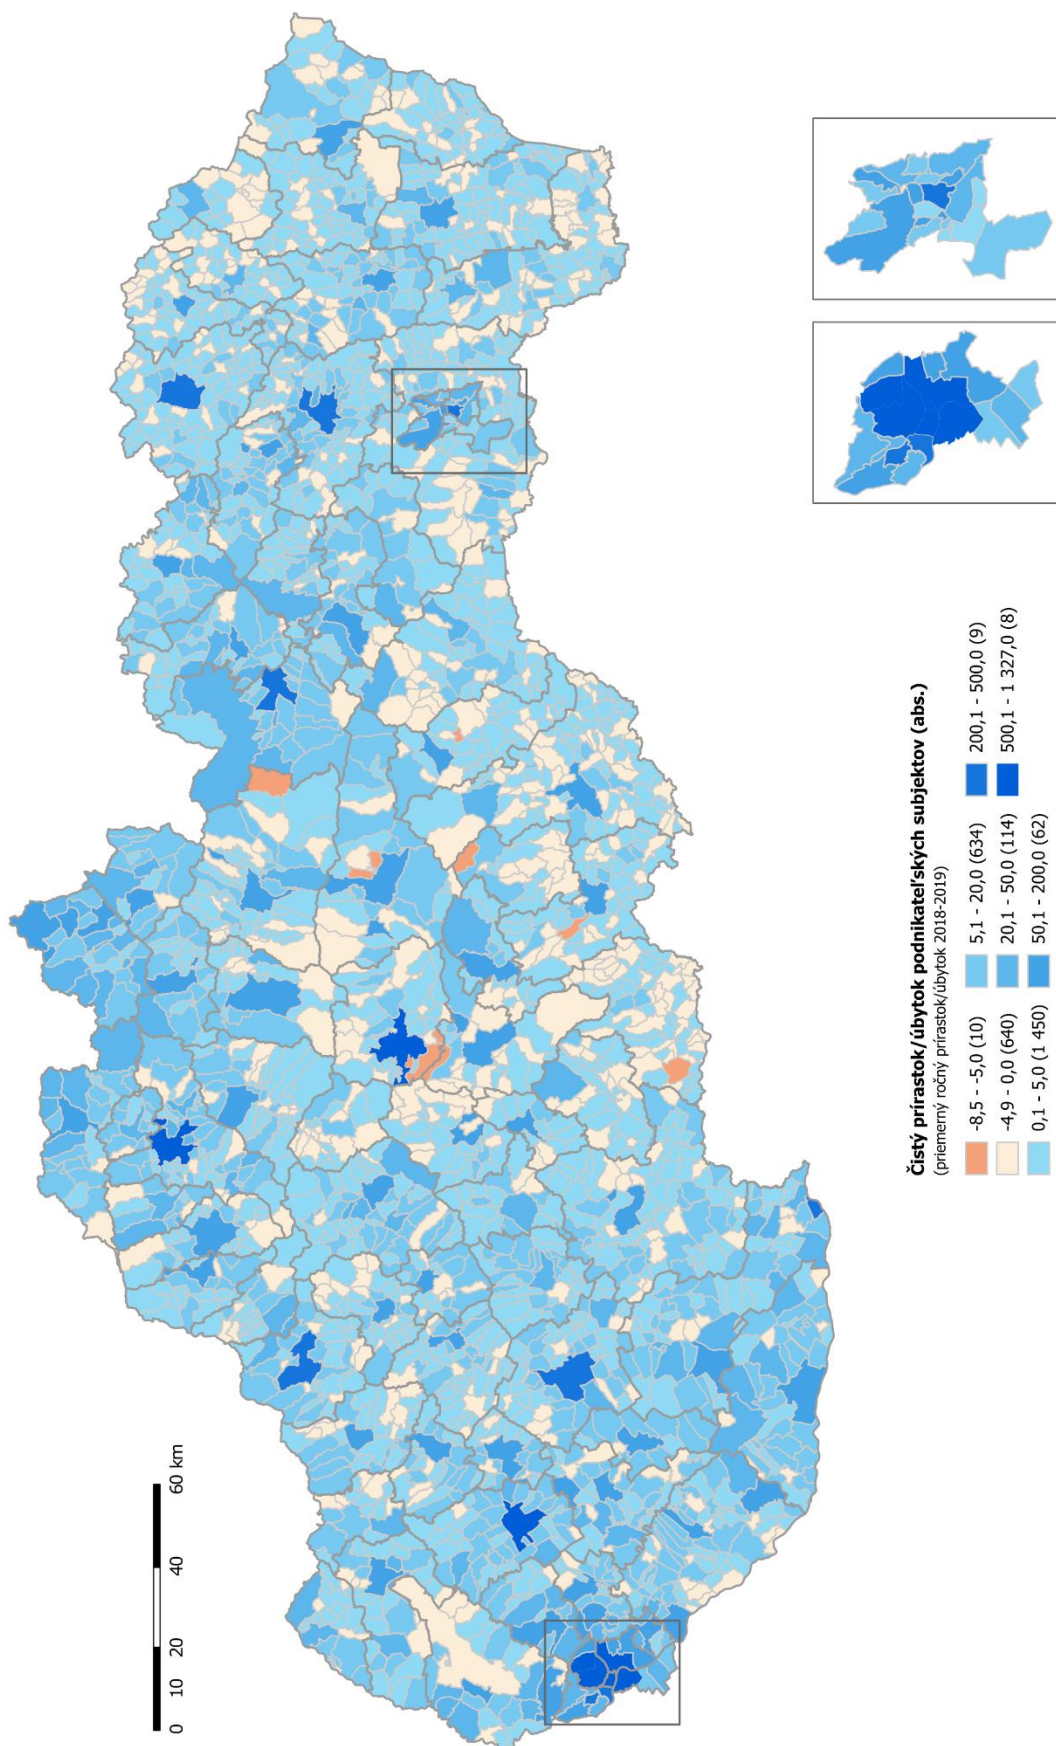 0 10 20 40 60 km
Čistý prírastok/úbytok podnikateľských subjektov (abs.)
(priemerný ročný prírastok/úbytok 2018-2019)
-8,5 - -5,0 (10)
-4,9 - 0,0 (640)
0,1 - 5,0 (1 450)
5,1 - 20,0 (634)
20,1 - 50,0 (114)
50,1 - 200,0 (62)
200,1 - 500,0 (9)
500,1 - 1 327,0 (8)